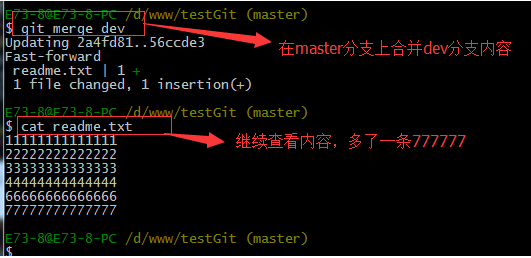 E73-8@E73-8-PC /d/www/testGit (master)
$ git merge dev
Updating 2a4fd81..56ccde3
在master分支上合并dev分支内容
Fast-forward
readme.txt | 1 +
1 file changed, 1 insertion(+)
E73-8@E73-8-PC /d/www/testGit (master)
$ cat readme.txt
继续查看内容，多了一条777777
11111111111111
22222222222222
33333333333333
44444444444444
66666666666666
77777777777777
E73-8@E73-8-PC /d/www/testGit (master)
$